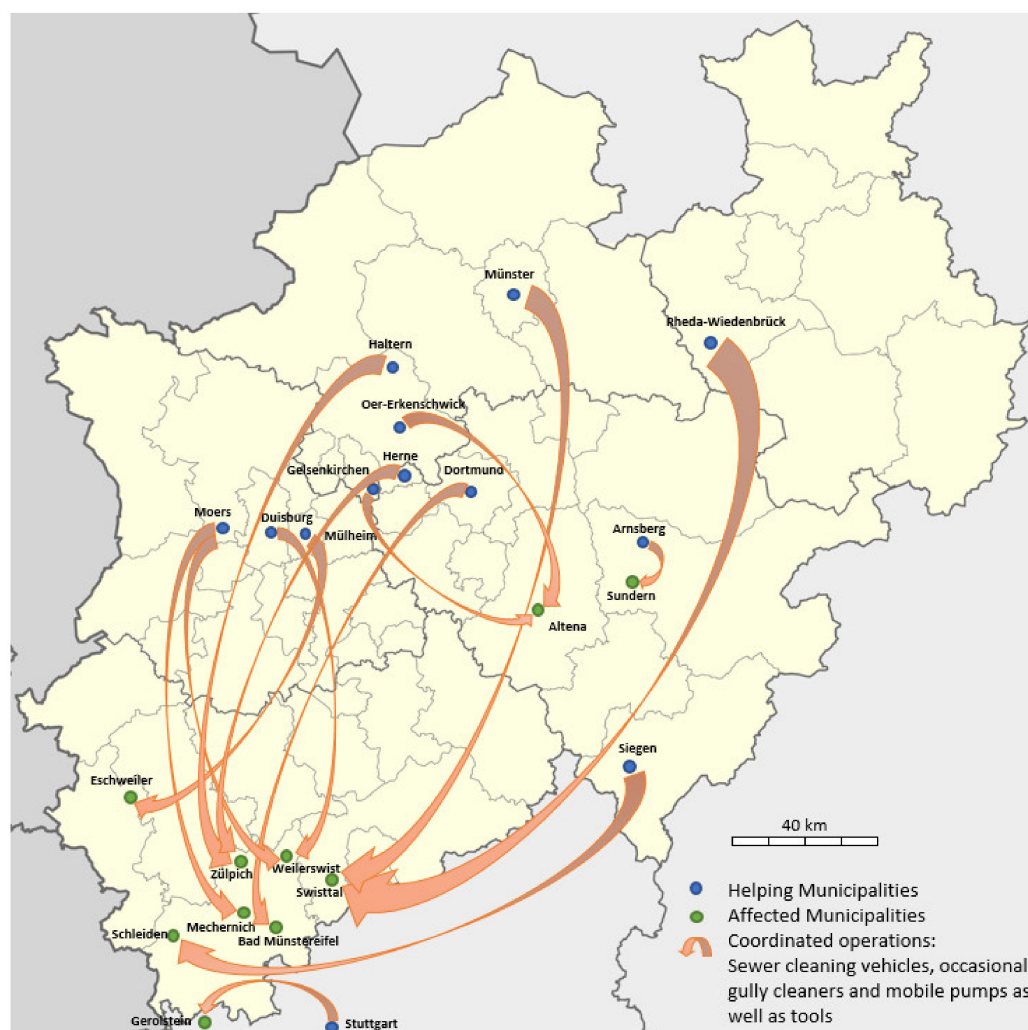 Münster
Rheda-Wiedenbrück
Haltern
Oer-Erkenschwick
Herne
Gelsenkirchen
Dortmund
Moers
Duisburg
Mülheim
Arnsberg
Sundern
Altena
Siegen
Eschweiler
40 km
Weilerswist
Zülpich
Swisttal
Helping Municipalities
Mechernich
Affected Municipalities
Schleiden
Bad Münstereifel
Coordinated operations:
Sewer cleaning vehicles, occasional
gully cleaners and mobile pumps as
well as tools
Gerolstein
Stuttgart